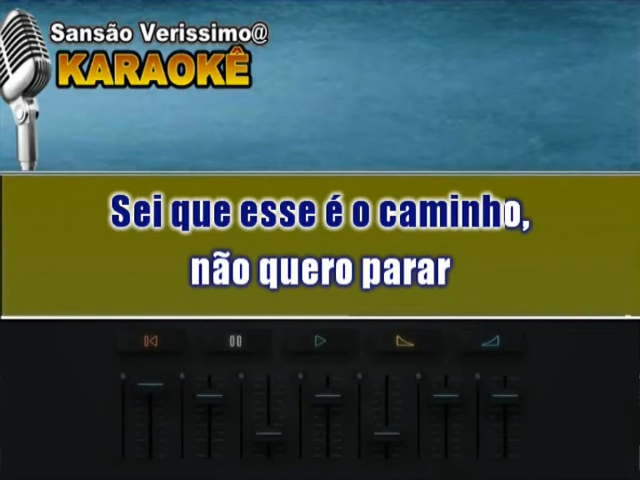 Sansão Verissimo@
KARAOKÊ
Sei que esse é o caminho,
não quero parar